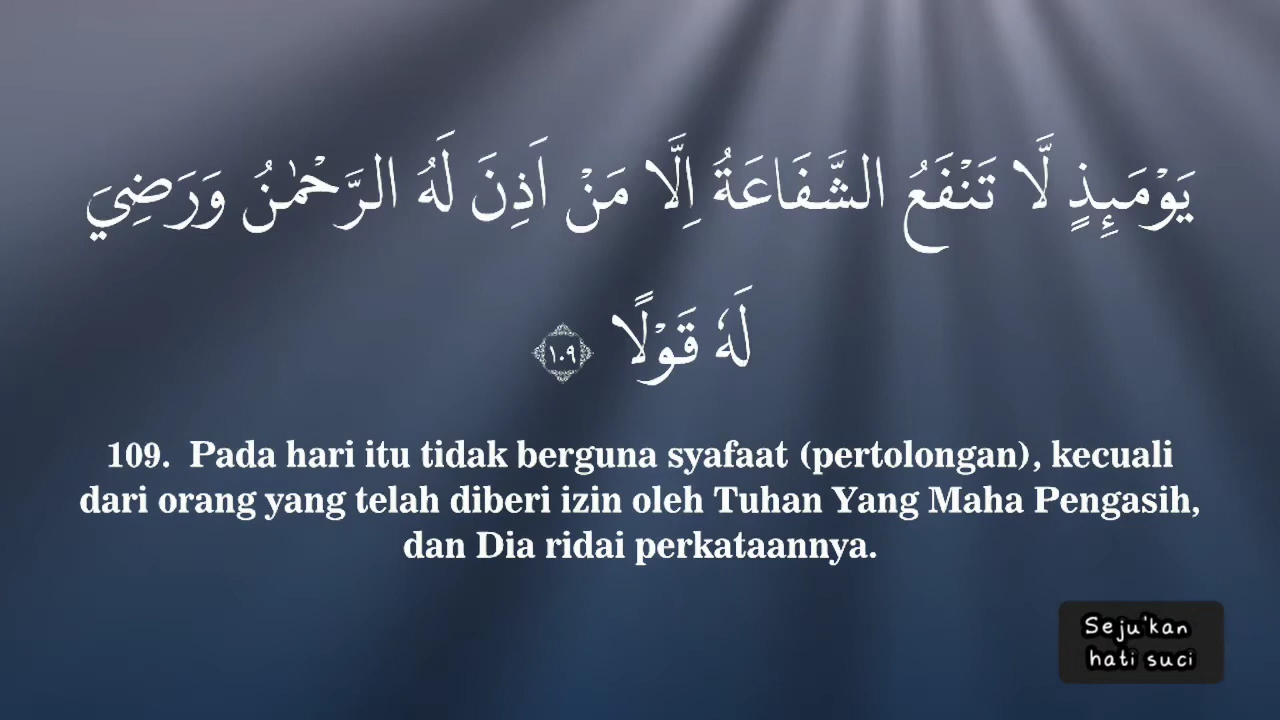 يَوْمَىِٕذٍ لَّا تَنْفَعُ الشَّفَاعَةُ اِلَّا مَنْ اَذِنَ لَهُ الرَّحْمٰنُ وَرَضِيَ
لَهٗ قَوْلًا ١٠٩
109. Pada hari itu tidak berguna syafaat (pertolongan), kecuali
dari orang yang telah diberi izin oleh Tuhan Yang Maha Pengasih,
dan Dia ridai perkataannya.
Seju'kan
hati suci